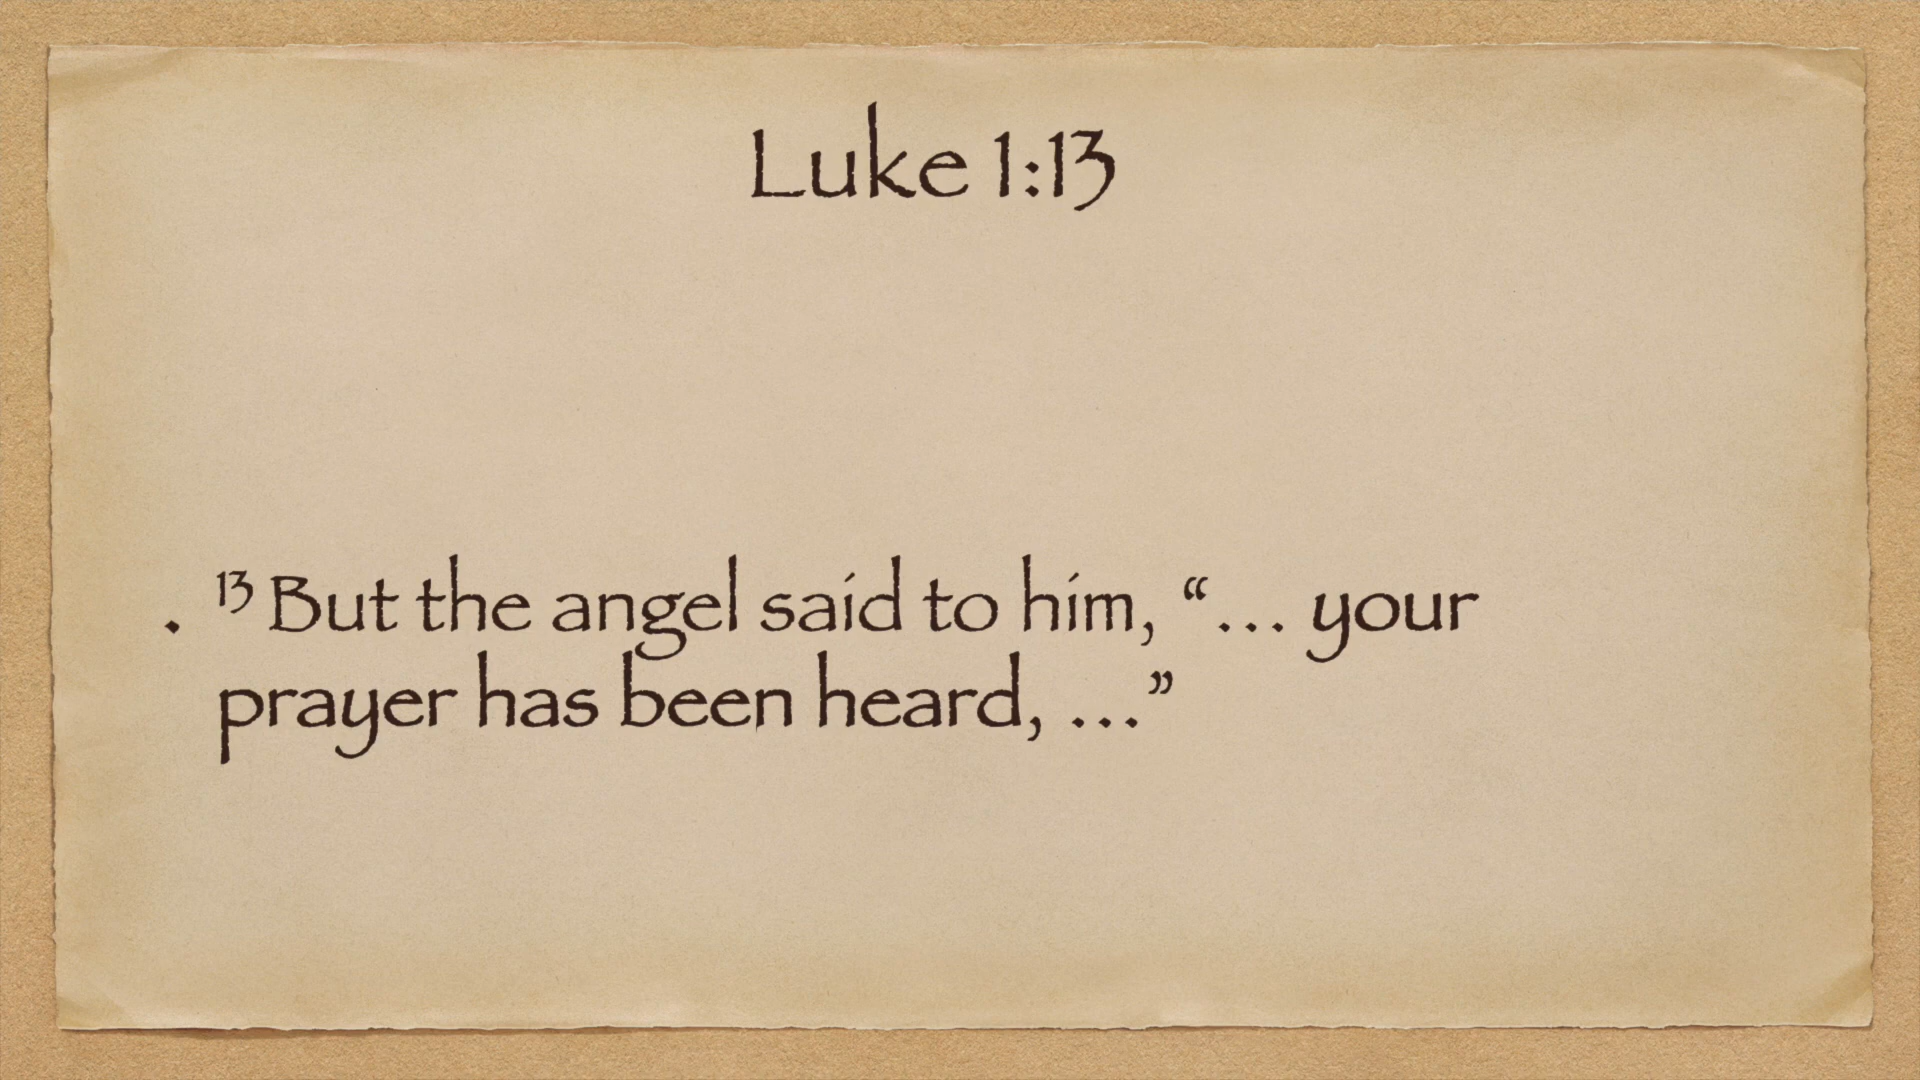 Luke 1:13
• ¹³ But the angel said to him, “… your
prayer has been heard, …”